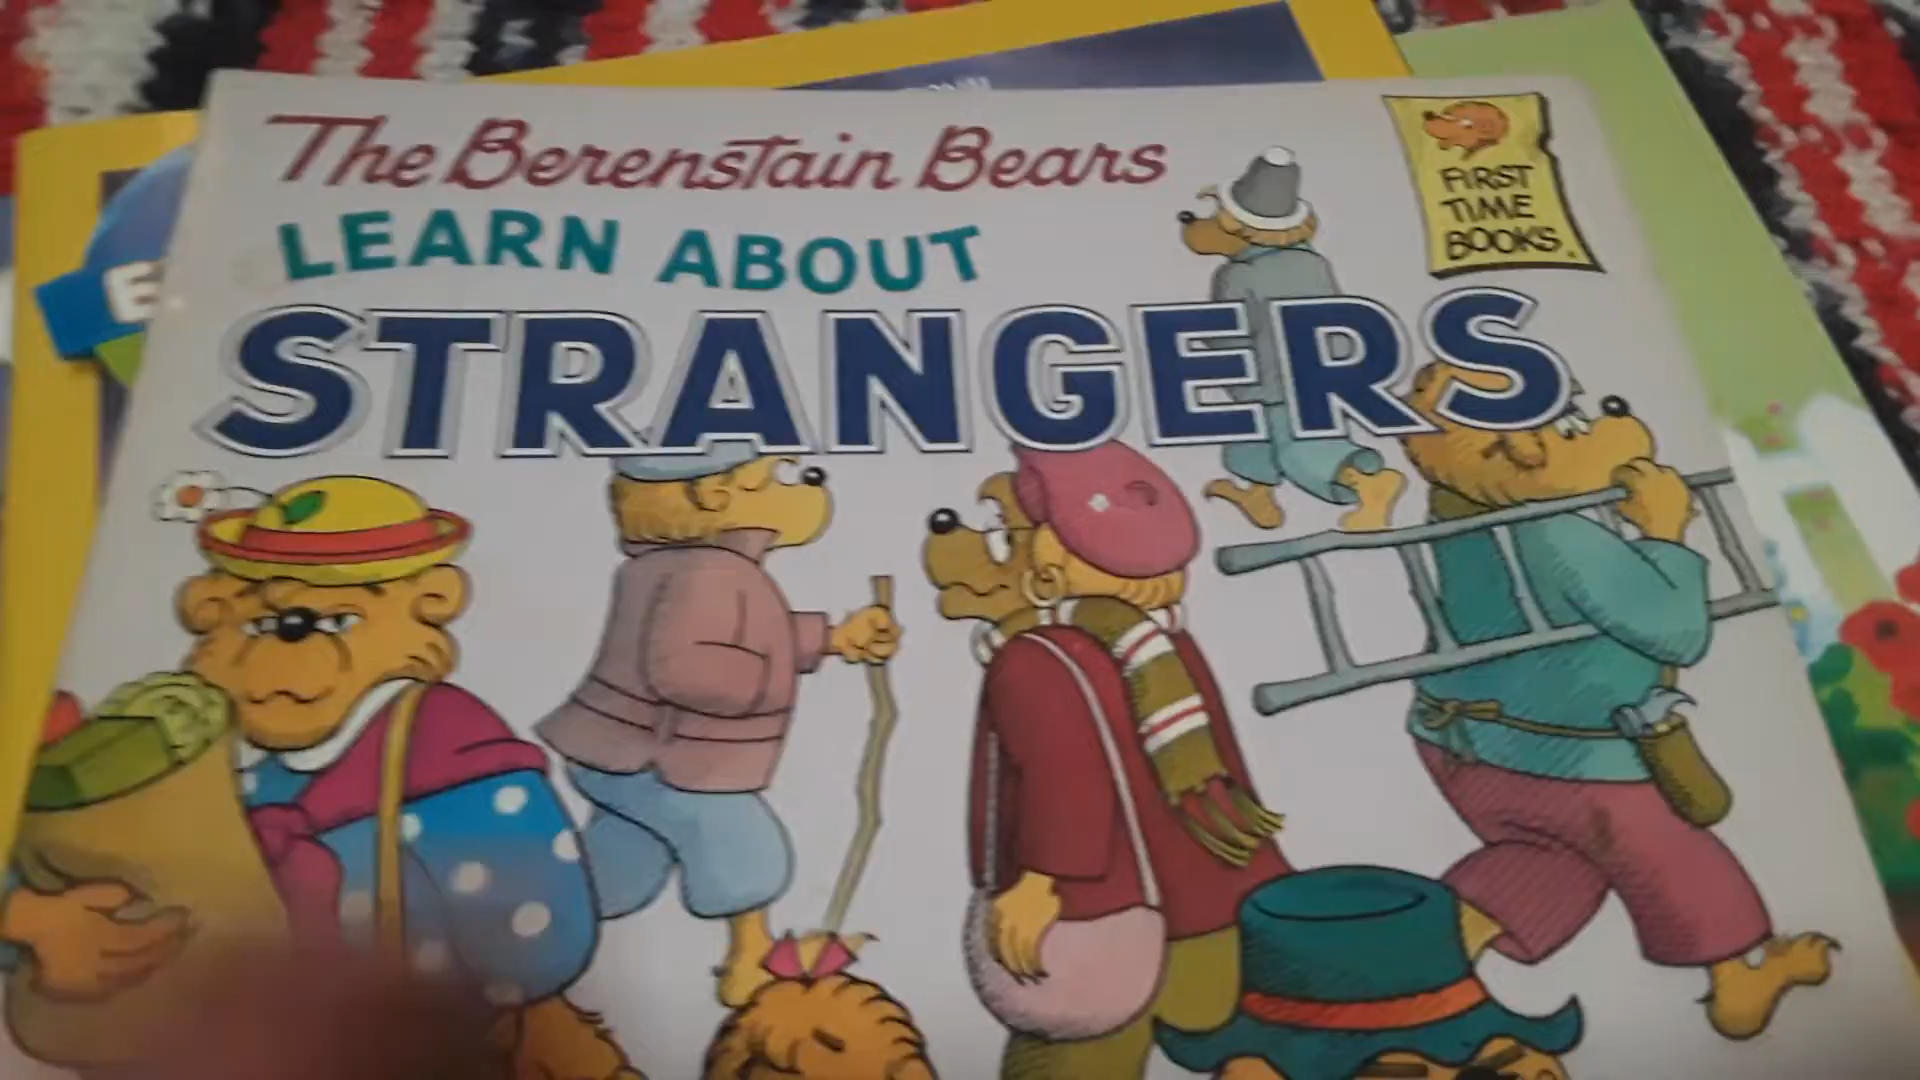 The Berenstain Bears
LEARN ABOUT
STRANGERS
FIRST
TIME
BOOKS